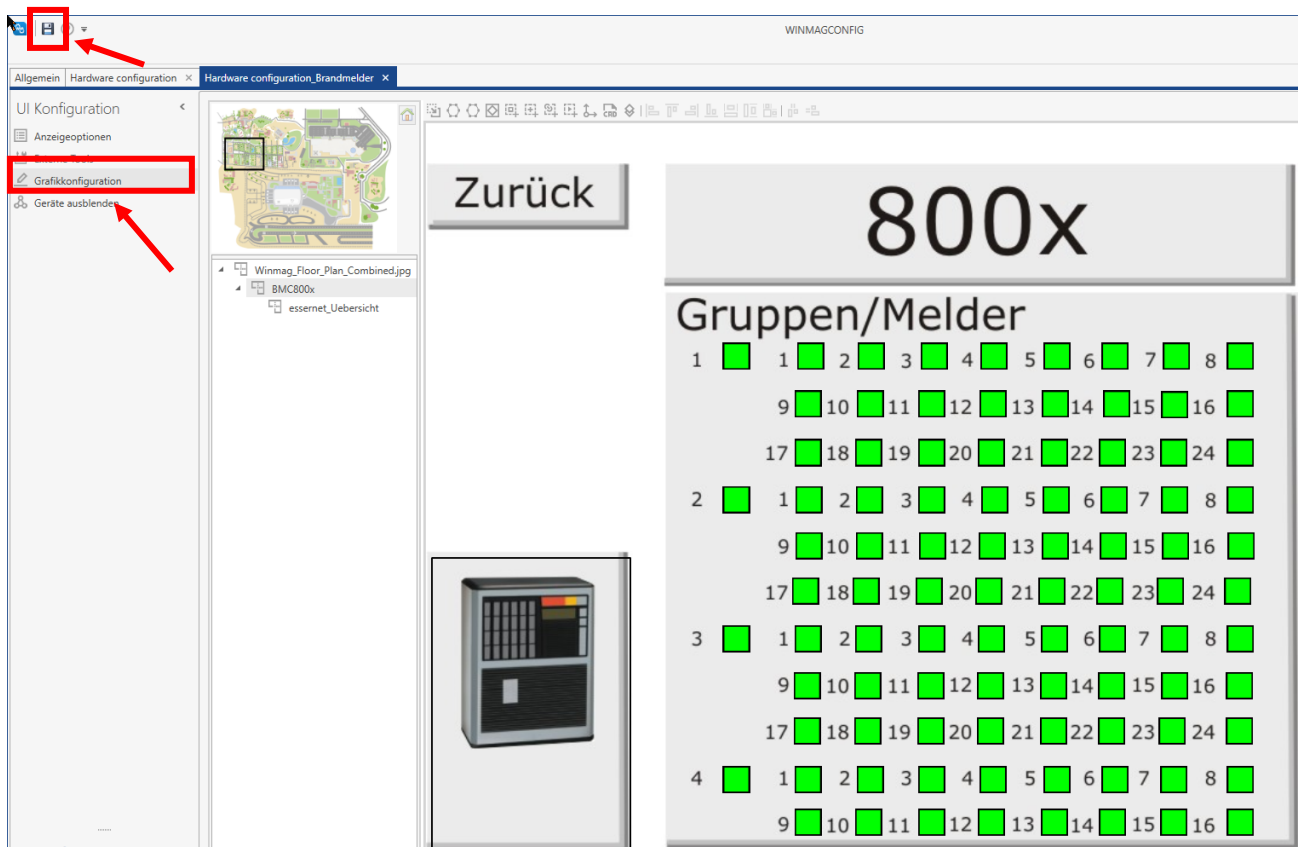 WINMAGCONFIG
Allgemein Hardware configuration × Hardware configuration_Brandmelder ×
UI Konfiguration
Anzeigeoptionen
Grafikkonfiguration
Geräte ausblenden
Winmag_Floor_Plan_Combined.jpg
BMC800x
essernet_Uebersicht
CRD
Zurück
800x
Gruppen/Melder
1 1 2 3 4 5 6 7 8
9 10 11 12 13 14 15 16
17 18 19 20 21 22 23 24
2 1 2 3 4 5 6 7 8
9 10 11 12 13 14 15 16
17 18 19 20 21 22 23 24
3 1 2 3 4 5 6 7 8
9 10 11 12 13 14 15 16
17 18 19 20 21 22 23 24
4 1 2 3 4 5 6 7 8
9 10 11 12 13 14 15 16